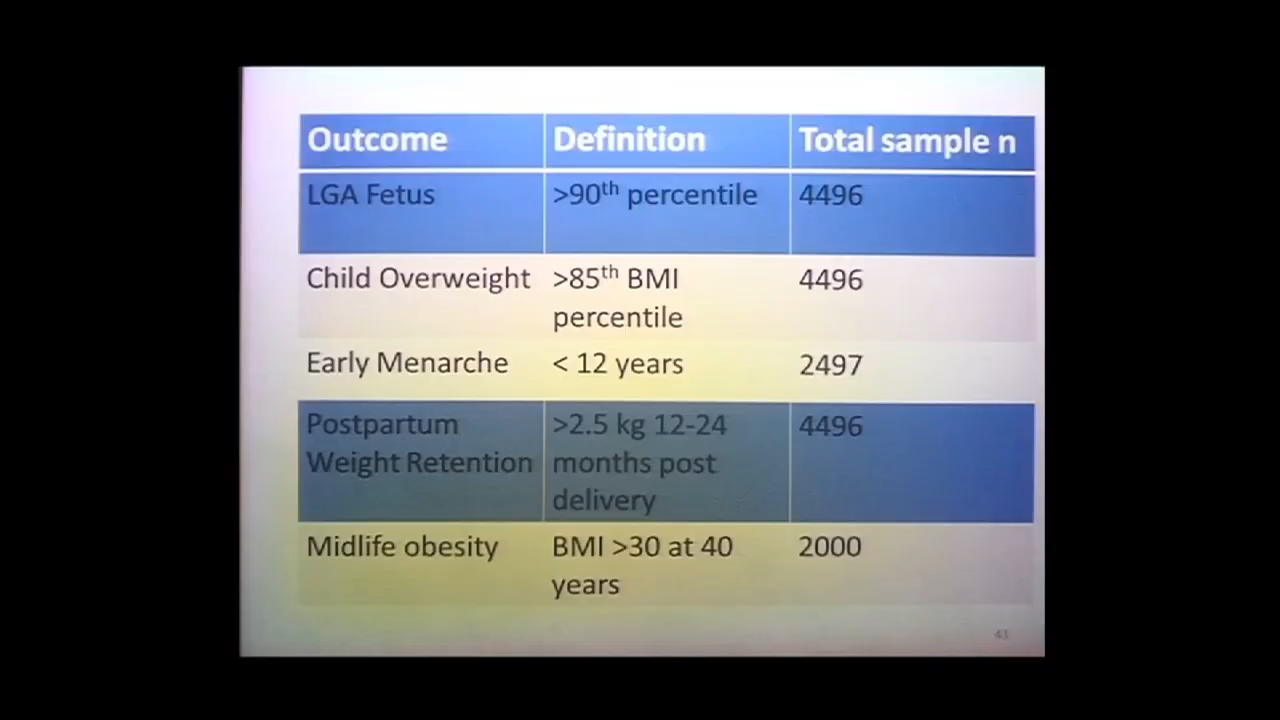 Outcome Definition Total sample n
LGA Fetus >90th percentile 4496
Child Overweight >85th BMI percentile 4496
Early Menarche < 12 years 2497
Postpartum Weight Retention >2.5 kg 12-24 months post delivery 4496
Midlife obesity BMI >30 at 40 years 2000
43